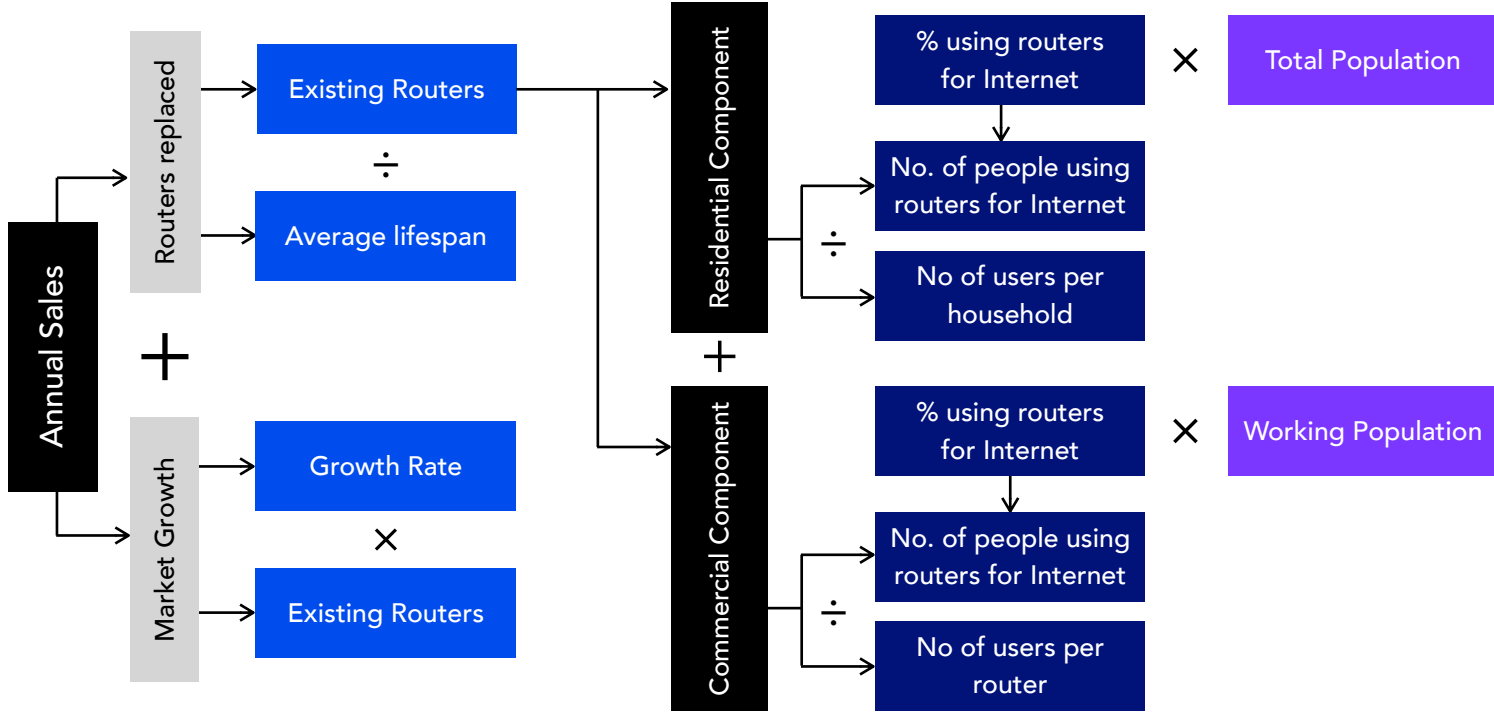 Annual Sales
Routers replaced
Existing Routers
÷
Average lifespan
+
Market Growth
Growth Rate
×
Existing Routers
Residential Component
% using routers
for Internet
×
Total Population
No. of people using
routers for Internet
÷
No of users per
household
+
Commercial Component
% using routers
for Internet
×
Working Population
No. of people using
routers for Internet
÷
No of users per
router